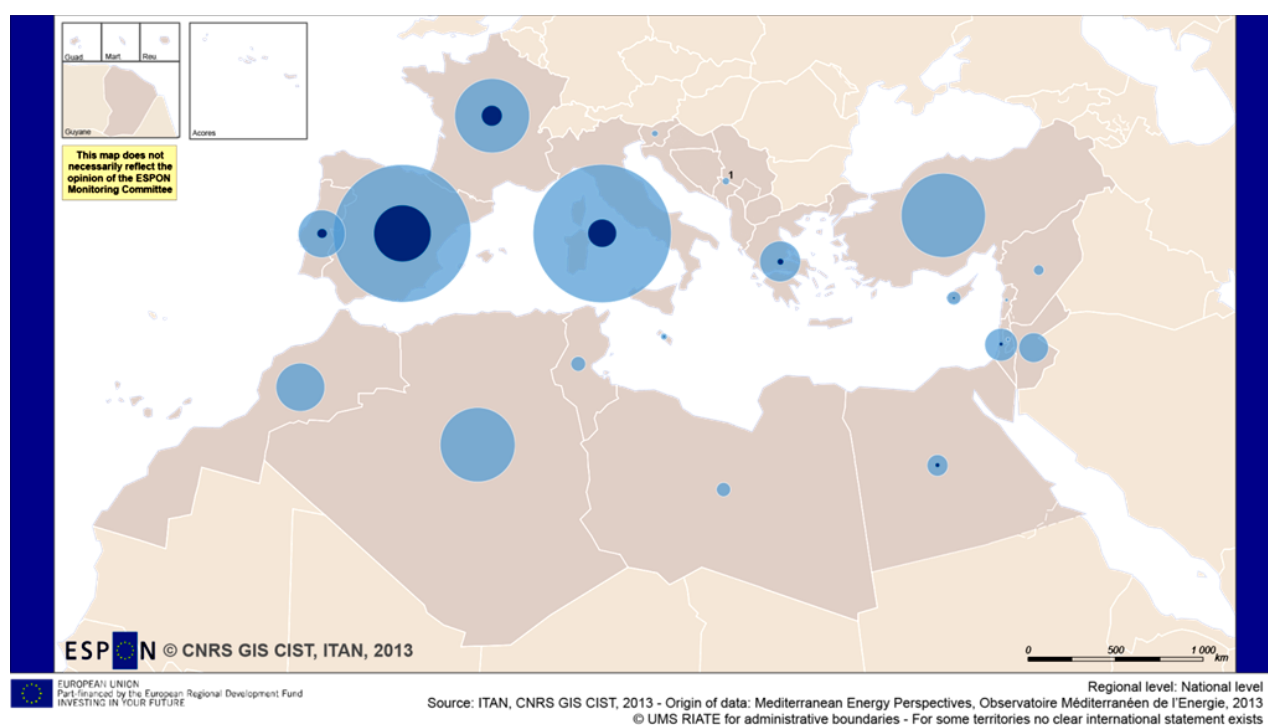 Guad.
Mart.
Reu.
Guyane
Acores
This map does not
necessarily reflect the
opinion of the ESPON
Monitoring Committee
1
ESPON © CNRS GIS CIST, ITAN, 2013
0 500 1 000
km
EUROPEAN UNION
Part-financed by the European Regional Development Fund
INVESTING IN YOUR FUTURE
Regional level: National level
Source: ITAN, CNRS GIS CIST, 2013 - Origin of data: Mediterranean Energy Perspectives, Observatoire Méditerranéen de l'Energie, 2013
© UMS RIATE for administrative boundaries - For some territories no clear international statement exists